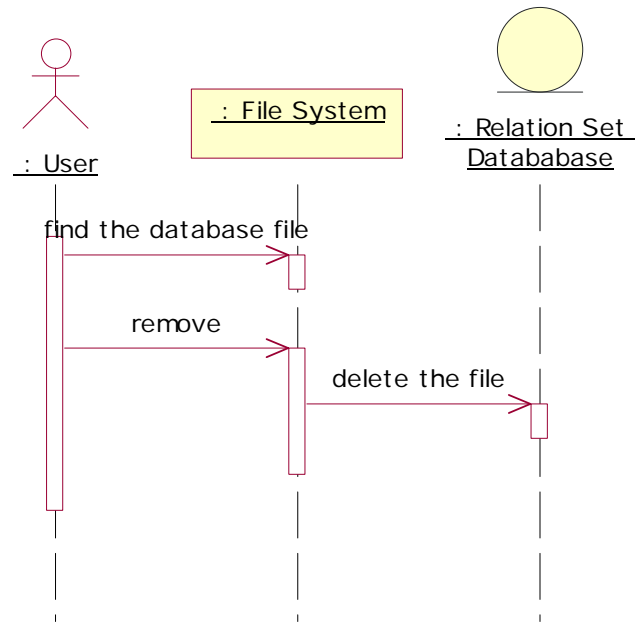 : File System
: Relation Set
Datababase
: User
find the database file
remove
delete the file